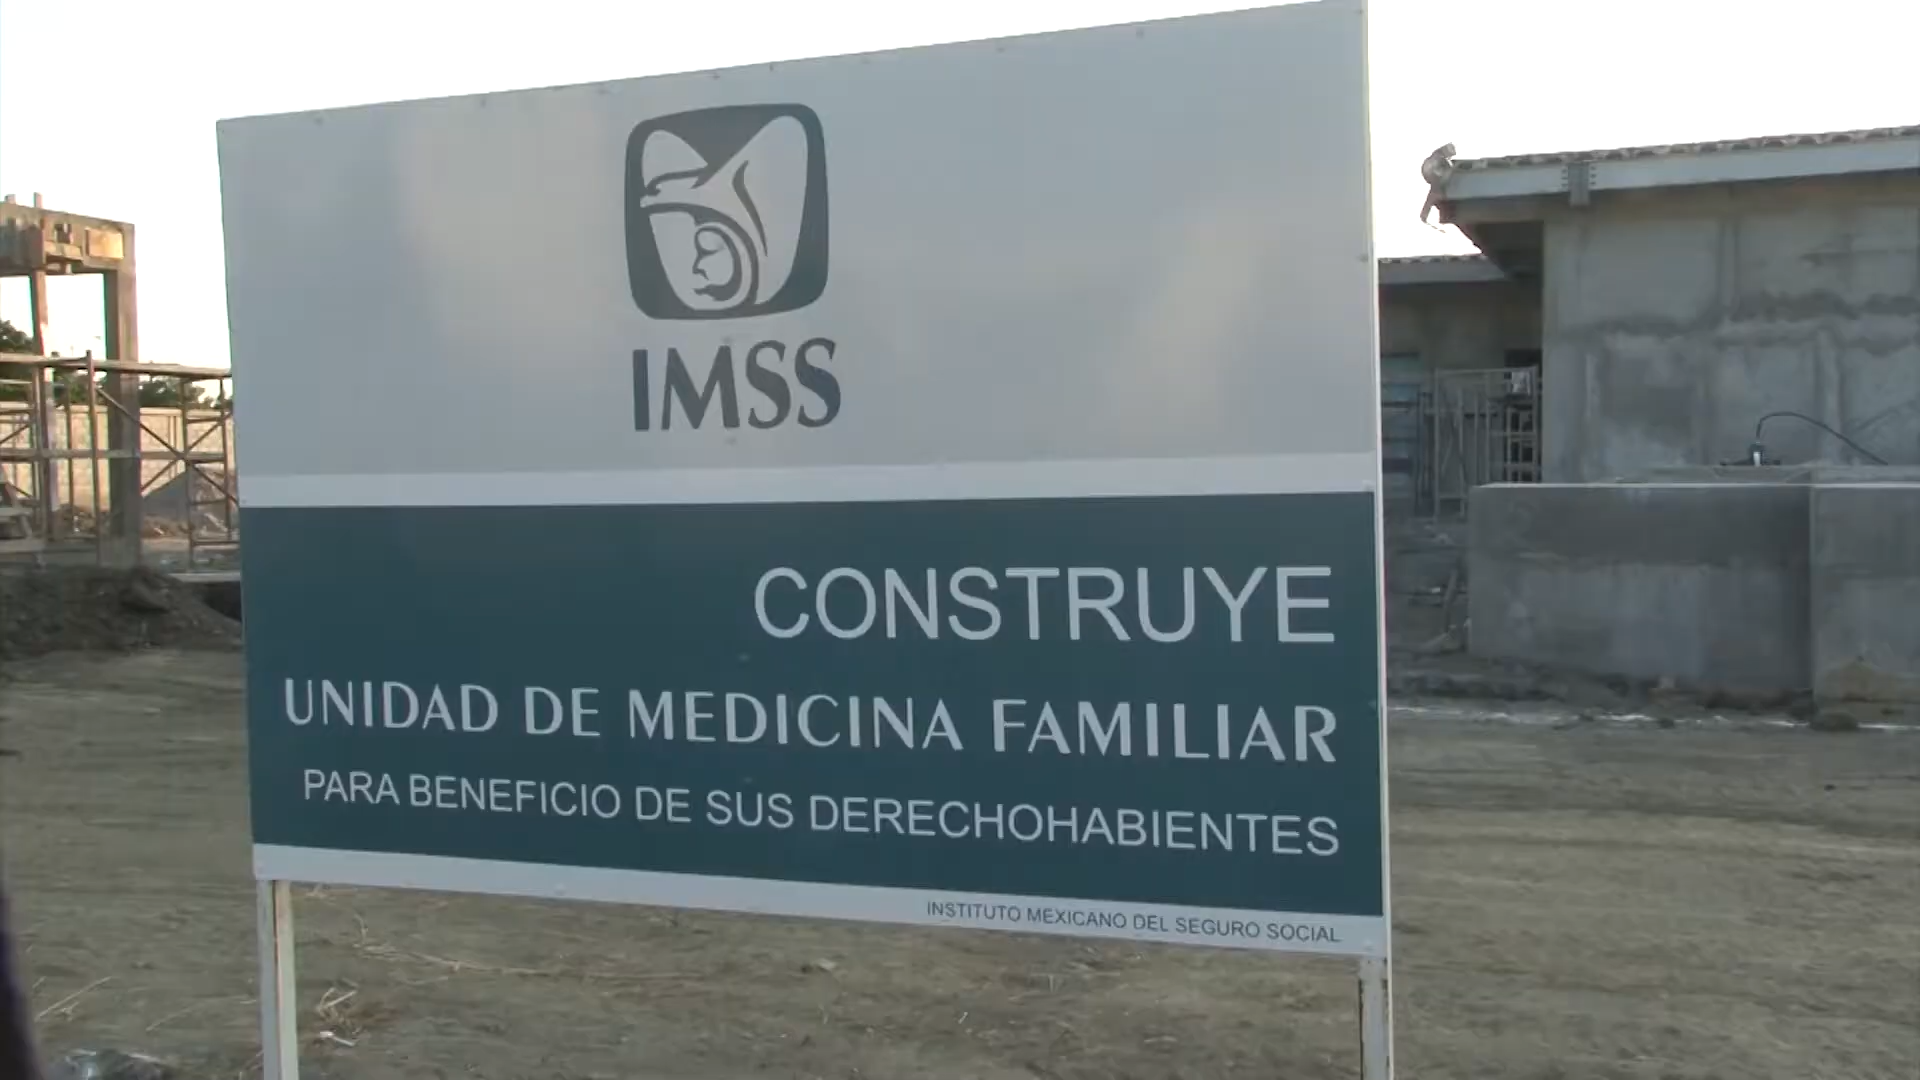 IMSS
CONSTRUYE
UNIDAD DE MEDICINA FAMILIAR
PARA BENEFICIO DE SUS DERECHOHABIENTES
INSTITUTO MEXICANO DEL SEGURO SOCIAL